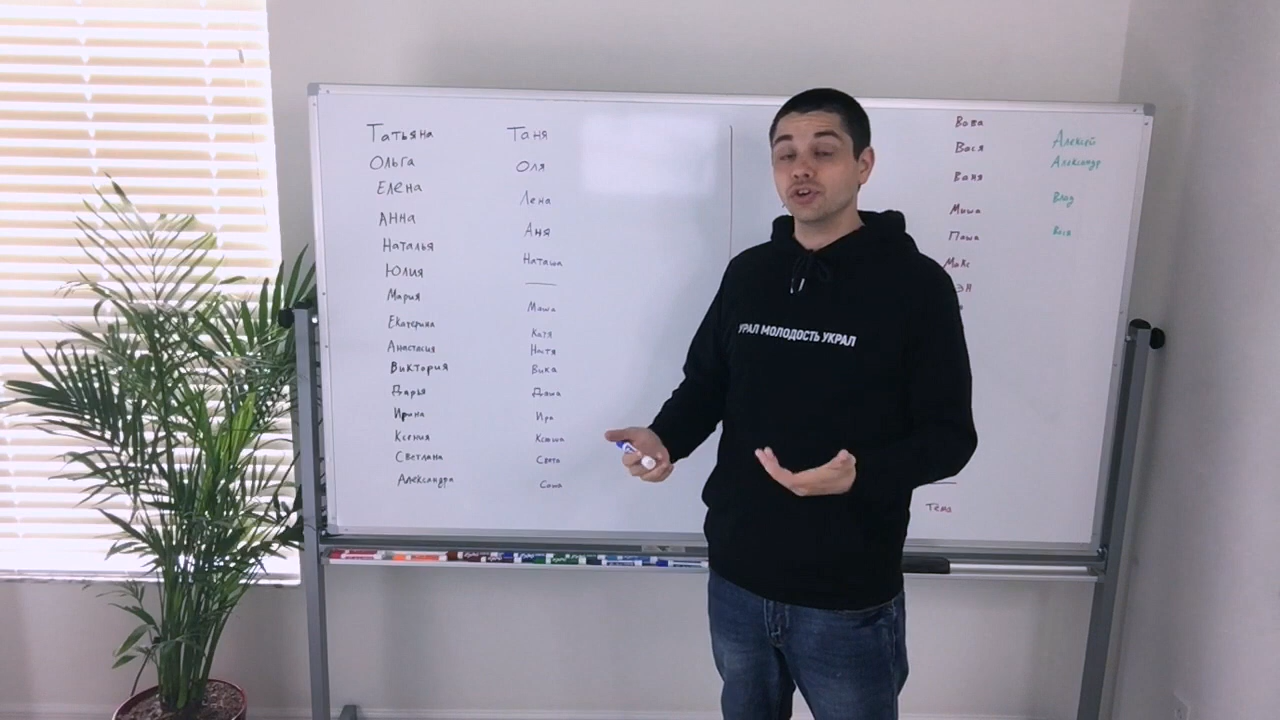 Татьяна Таня
Ольга Оля
Елена Лена
Анна Аня
Наталья Наташа
Юлия
Мария Маша
Екатерина Катя
Анастасия Настя
Виктория Вика
Дарья Даша
Ирина Ира
Ксения Ксюша
Светлана Света
Александра Саша
УРАЛ МОЛОДОСТЬ УКРАЛ
Вова
Вася
Ваня
Миша
Паша
Макс
Тёма
Алексей
Александр
Влад